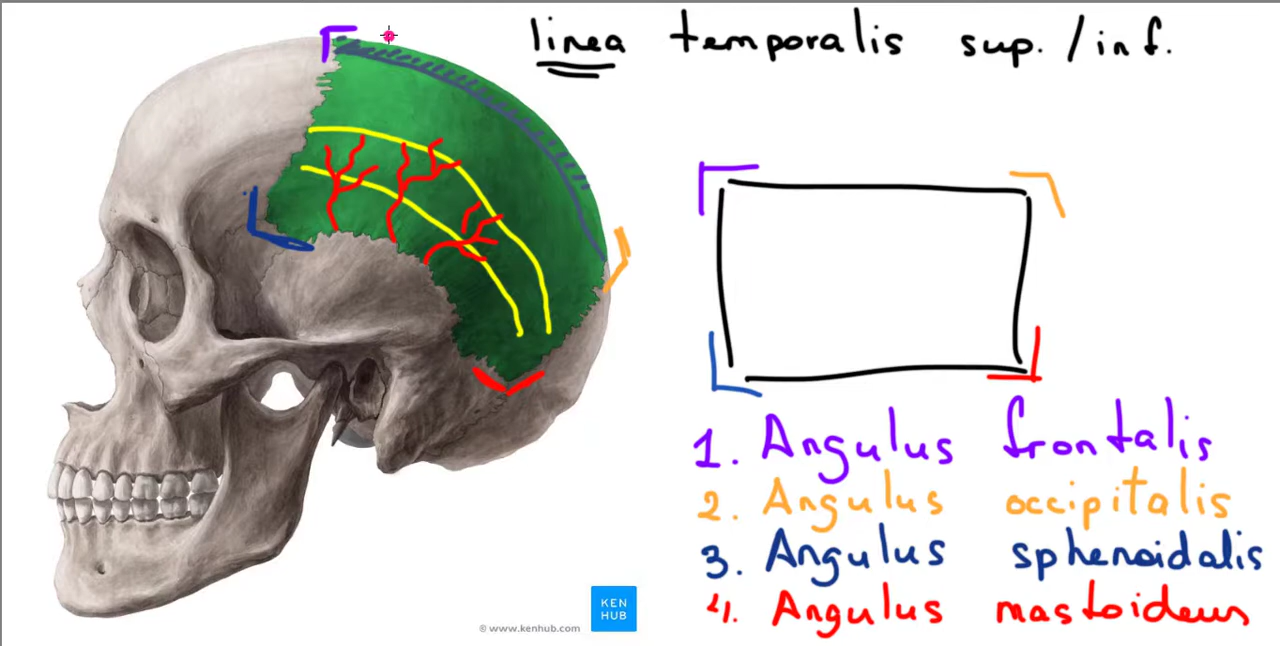 linea temporalis sup. / inf.
1. Angulus frontalis
2. Angulus occipitalis
3. Angulus sphenoidalis
4. Angulus mastoideus
KEN
HUB
© www.kenhub.com